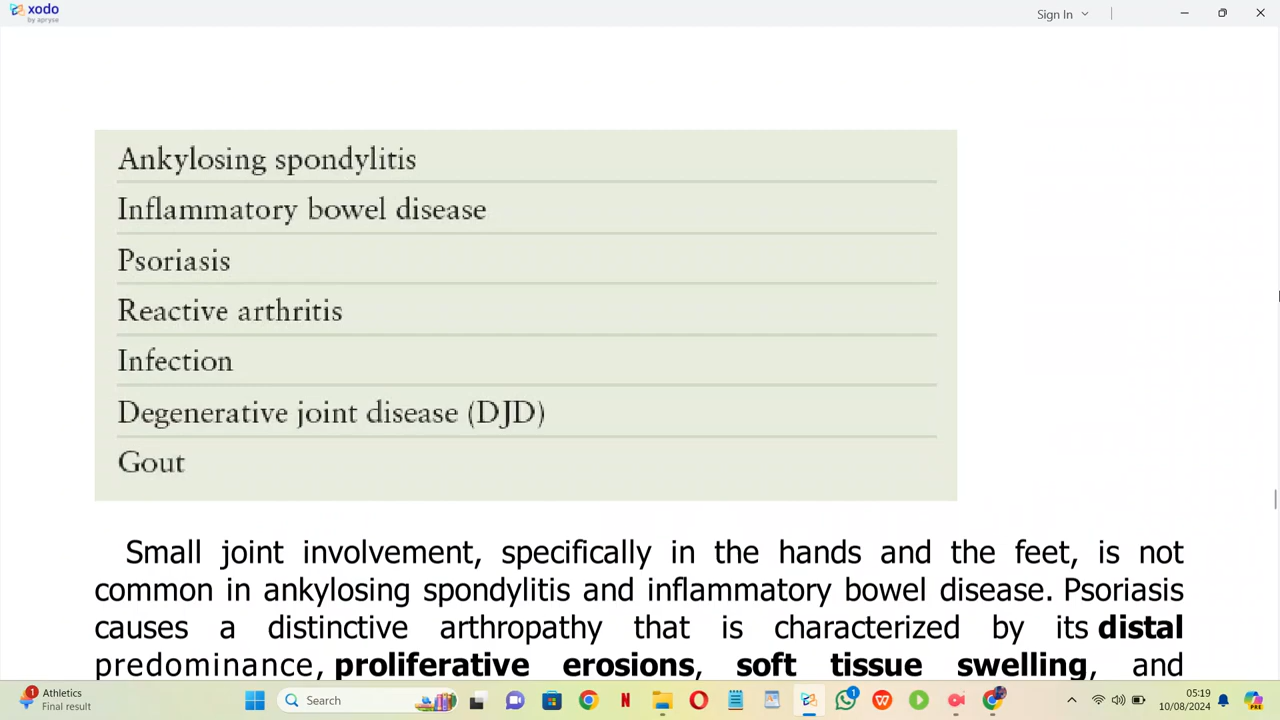 xodo
by apryse
Sign In
Ankylosing spondylitis
Inflammatory bowel disease
Psoriasis
Reactive arthritis
Infection
Degenerative joint disease (DJD)
Gout
Small joint involvement, specifically in the hands and the feet, is not
common in ankylosing spondylitis and inflammatory bowel disease. Psoriasis
causes a distinctive arthropathy that is characterized by its distal
predominance, proliferative erosions, soft tissue swelling, and
1
Athletics
Final result
Search
1
05:19
10/08/2024
PRE